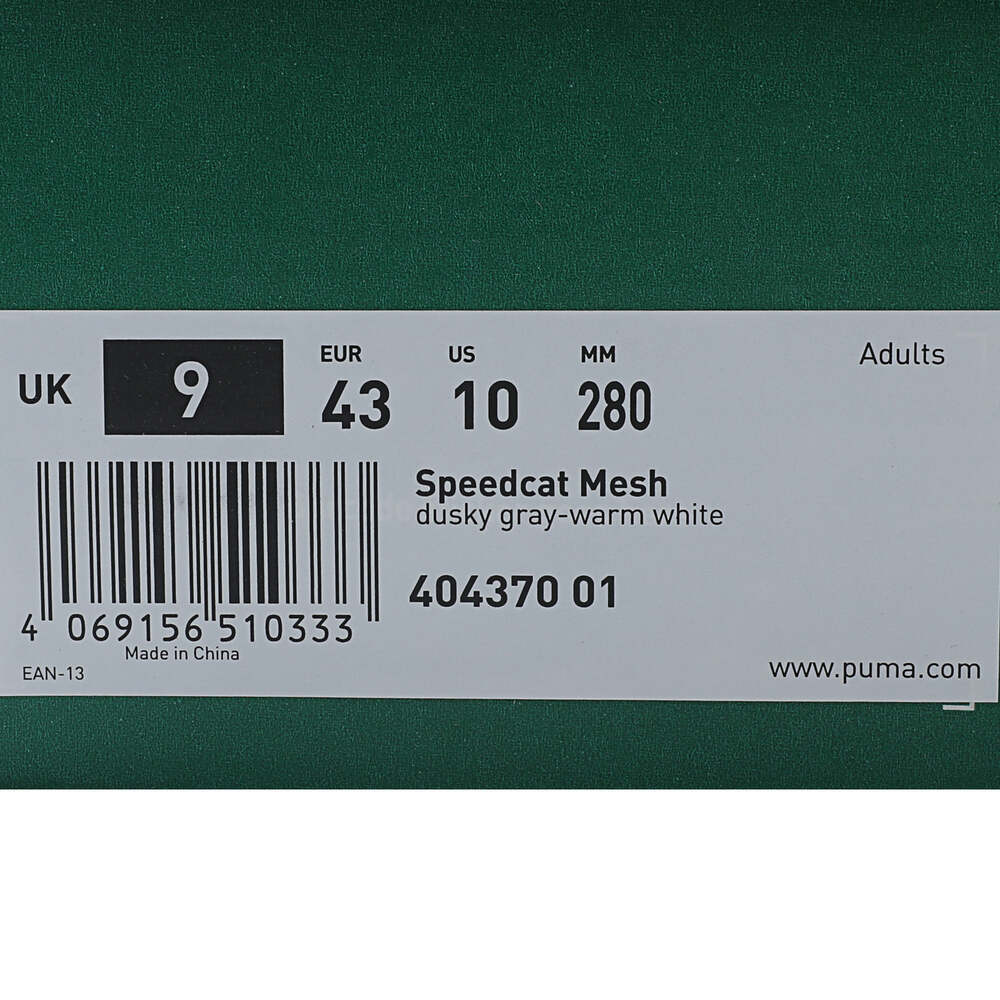 UK 9 EUR 43 US 10 MM 280 Adults
Speedcat Mesh
dusky gray-warm white
404370 01
4 069156 510333
Made in China
EAN-13
www.puma.com